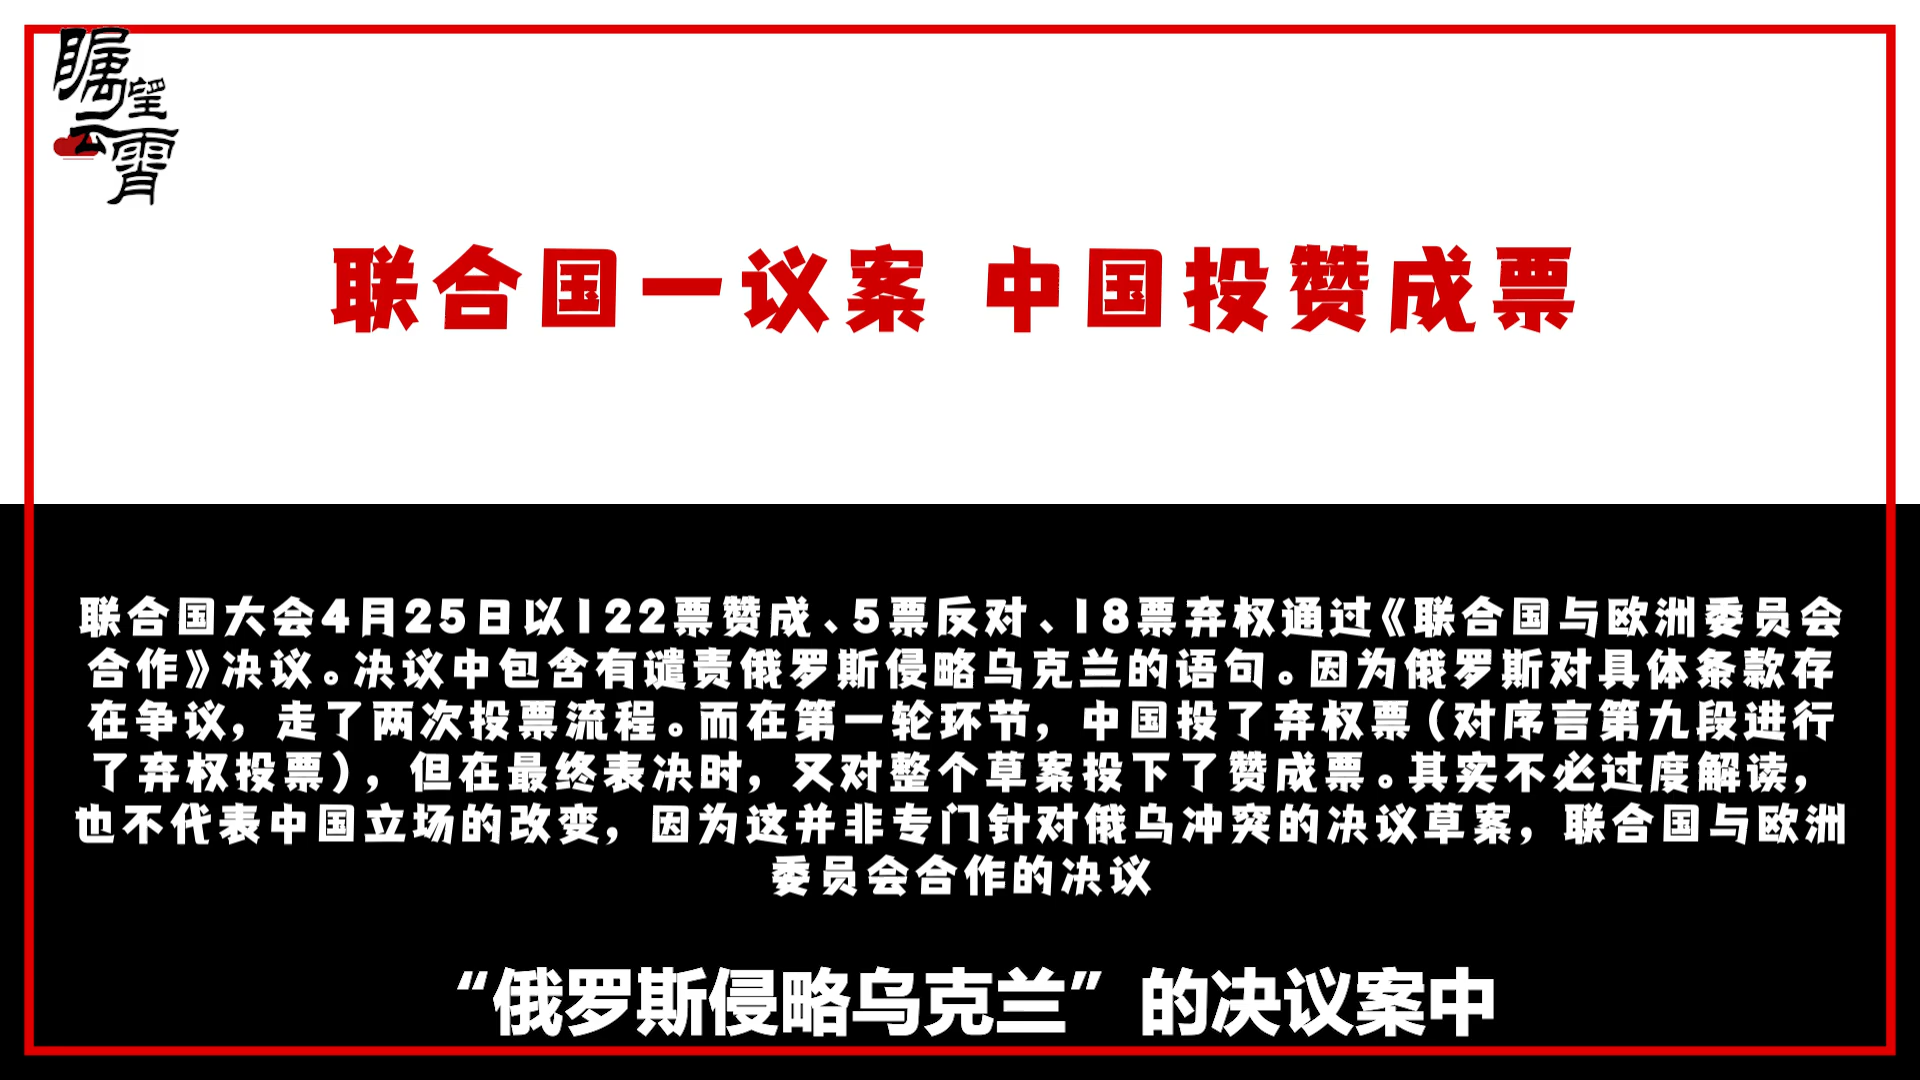 瞩望云霄
联合国一议案 中国投赞成票
联合国大会4月25日以122票赞成、5票反对、18票弃权通过《联合国与欧洲委员会
合作》决议。决议中包含有谴责俄罗斯侵略乌克兰的语句。因为俄罗斯对具体条款存
在争议，走了两次投票流程。而在第一轮环节，中国投了弃权票（对序言第九段进行
了弃权投票），但在最终表决时，又对整个草案投下了赞成票。其实不必过度解读，
也不代表中国立场的改变，因为这并非专门针对俄乌冲突的决议草案，联合国与欧洲
委员会合作的决议
“俄罗斯侵略乌克兰”的决议案中